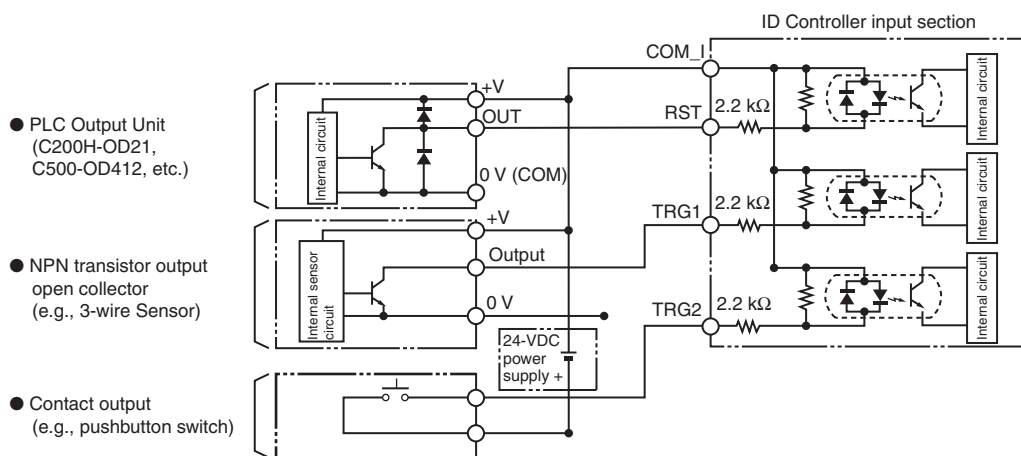 ID Controller input section
COM_I
+V
OUT
0 V (COM)
Internal circuit
● PLC Output Unit
(C200H-OD21,
C500-OD412, etc.)
RST
2.2 kΩ
Internal circuit
+V
Output
0 V
Internal sensor
circuit
● NPN transistor output
open collector
(e.g., 3-wire Sensor)
TRG1
2.2 kΩ
Internal circuit
TRG2
2.2 kΩ
Internal circuit
24-VDC
power
supply +
● Contact output
(e.g., pushbutton switch)